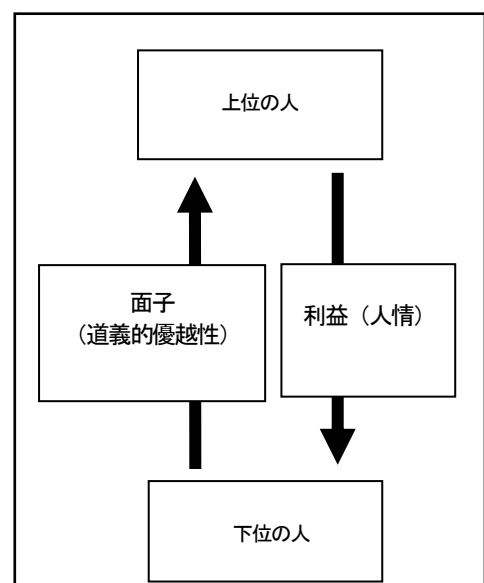 上位の人
面子
（道義的優越性）
利益（人情）
下位の人